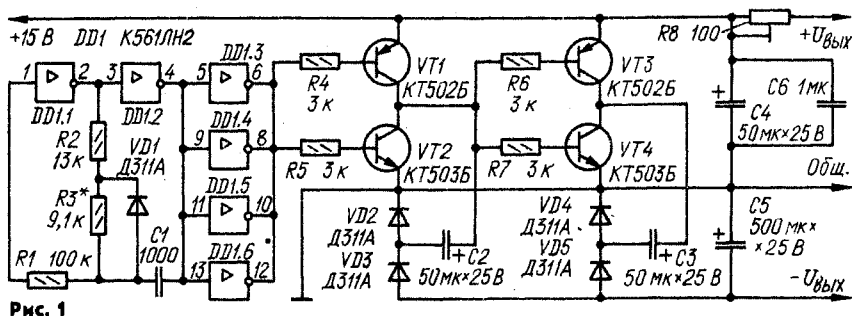 +15 В DD1 К561ЛН2
DD1.3
R8 100
+Uвых
1 2 3 4 5 6
DD1.1
DD1.2
R4
3 к
VT1
КТ502Б
R6
3 к
VT3
КТ502Б
+ C4
50 мк×25 В
C6 1 мк
R2
13 к
VD1
Д311А
DD1.4
9 8
R5 3 к
VT2
КТ503Б
R7 3 к
VT4
КТ503Б
Общ.
R3*
9,1 к
C1
1000
DD1.5
11 10
VD2
Д311А
VD4
Д311А
+ C5
500 мк×
×25 В
R1 100 к
DD1.6
13 12
VD3
Д311А
+ C2
50 мк×25 В
VD5
Д311А
+ C3
50 мк×25 В
-Uвых
Рис. 1